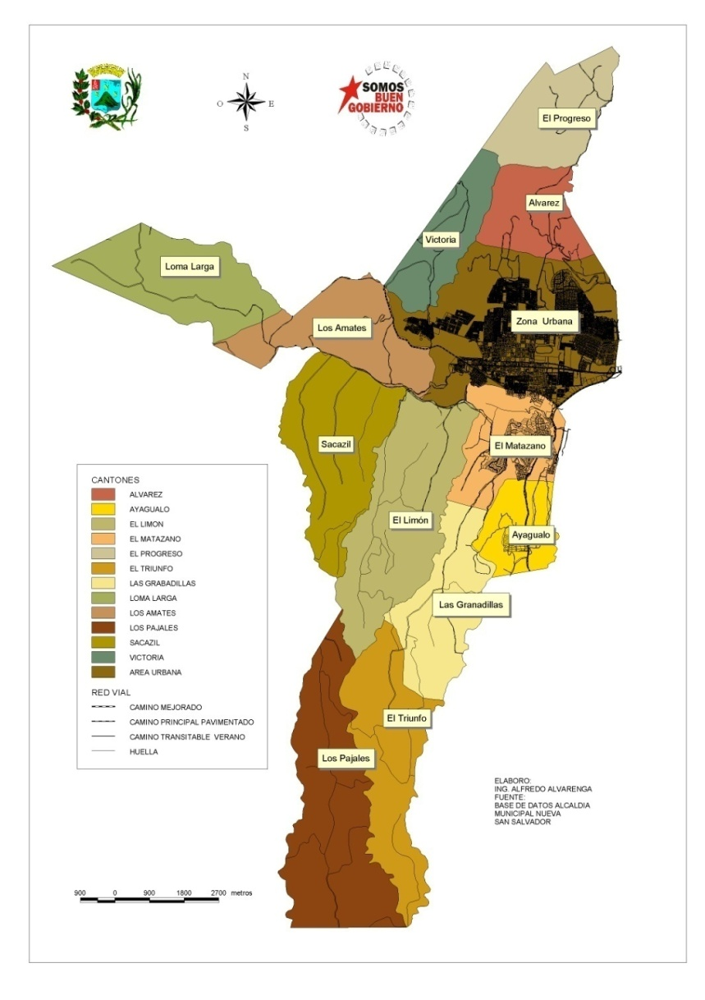 N
O E
S
SOMOS
BUEN
GOBIERNO
El Progreso
Alvarez
Victoria
Loma Larga
Zona Urbana
Los Amates
Sacazil
El Matazano
El Limón
Ayagualo
Las Granadillas
El Triunfo
Los Pajales
CANTONES
ALVAREZ
AYAGUALO
EL LIMON
EL MATAZANO
EL PROGRESO
EL TRIUNFO
LAS GRABADILLAS
LOMA LARGA
LOS AMATES
LOS PAJALES
SACAZIL
VICTORIA
AREA URBANA
RED VIAL
CAMINO MEJORADO
CAMINO PRINCIPAL PAVIMENTADO
CAMINO TRANSITABLE VERANO
HUELLA
ELABORO:
ING. ALFREDO ALVARENGA
FUENTE:
BASE DE DATOS ALCALDIA
MUNICIPAL NUEVA
SAN SALVADOR
900 0 900 1800 2700 metros